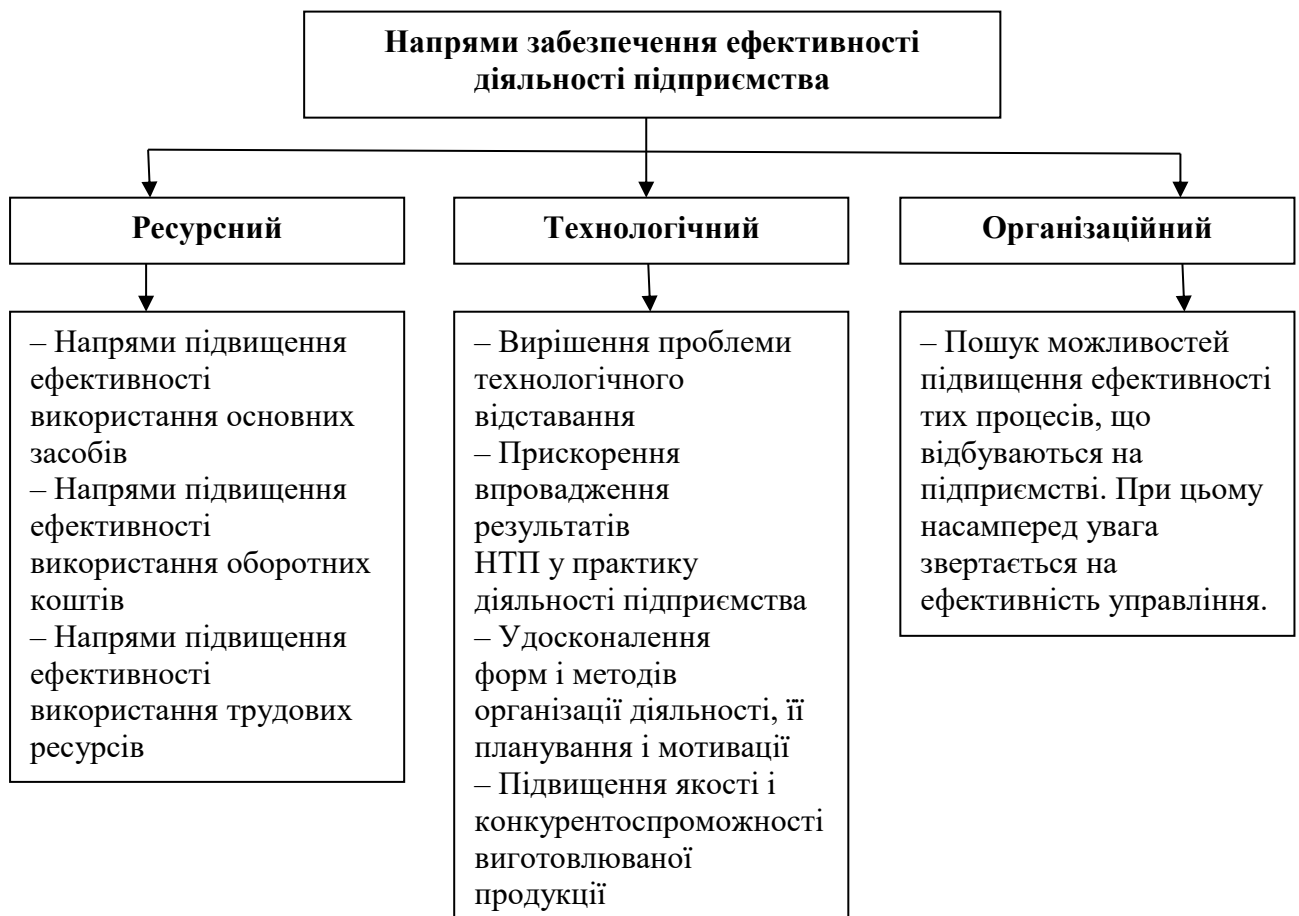 Напрями забезпечення ефективності
діяльності підприємства
Ресурсний
Технологічний
Організаційний
– Напрями підвищення
ефективності
використання основних
засобів
– Напрями підвищення
ефективності
використання оборотних
коштів
– Напрями підвищення
ефективності
використання трудових
ресурсів
– Вирішення проблеми
технологічного
відставання
– Прискорення
впровадження
результатів
НТП у практику
діяльності підприємства
– Удосконалення
форм і методів
організації діяльності, її
планування і мотивації
– Підвищення якості і
конкурентоспроможності
виготовлюваної
продукції
– Пошук можливостей
підвищення ефективності
тих процесів, що
відбуваються на
підприємстві. При цьому
насамперед увага
звертається на
ефективність управління.